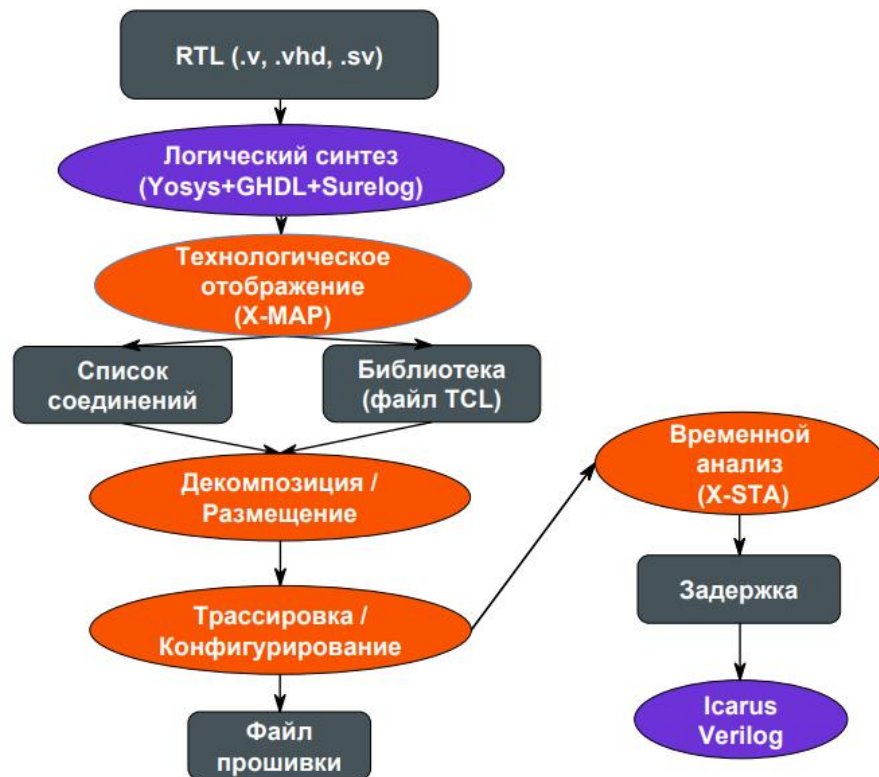 RTL (.v, .vhd, .sv)
Логический синтез
(Yosys+GHDL+Surelog)
Технологическое
отображение
(X-MAP)
Список
соединений
Библиотека
(файл TCL)
Декомпозиция /
Размещение
Трассировка /
Конфигурирование
Файл
прошивки
Временной
анализ
(X-STA)
Задержка
Icarus
Verilog